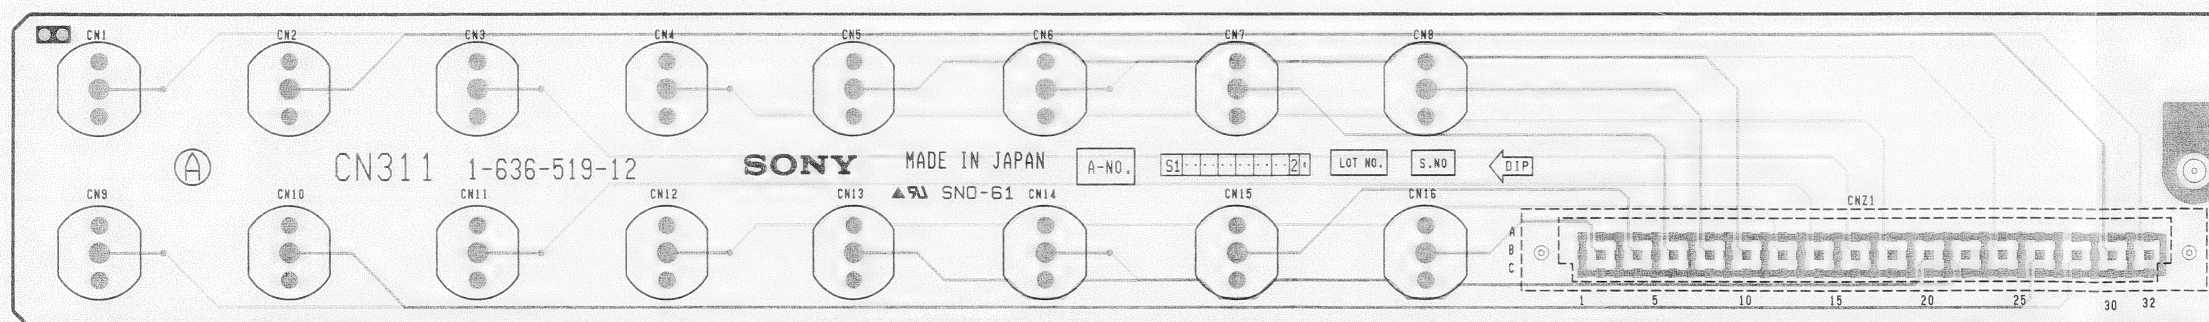 CN1 CN2 CN3 CN4 CN5 CN6 CN7 CN8
A CN311 1-636-519-12 SONY MADE IN JAPAN A-NO. S1 2 LOT NO. S.NO DIP
SNO-61
CN9 CN10 CN11 CN12 CN13 CN14 CN15 CN16 CNZ1
A
B
C
1 5 10 15 20 25 30 32